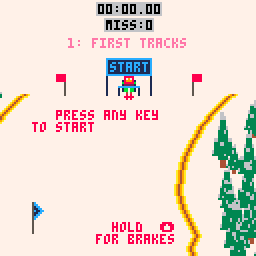 00:00.00
MISS:0
1: FIRST TRACKS
START
PRESS ANY KEY
TO START
HOLD
FOR BRAKES